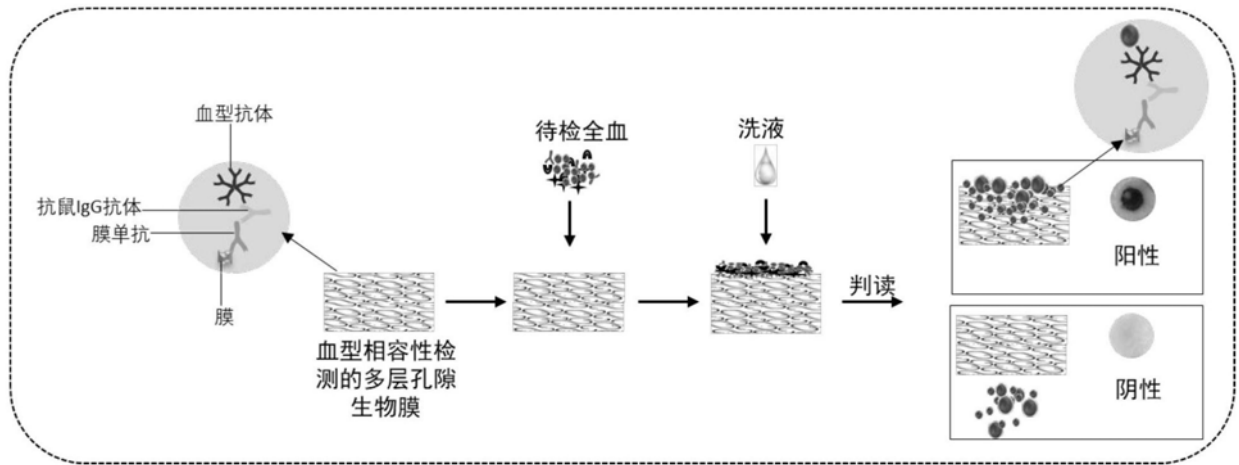 血型抗体
抗鼠IgG抗体
膜单抗
膜
血型相容性检
测的多层孔隙
生物膜
待检全血
洗液
判读
阳性
阴性